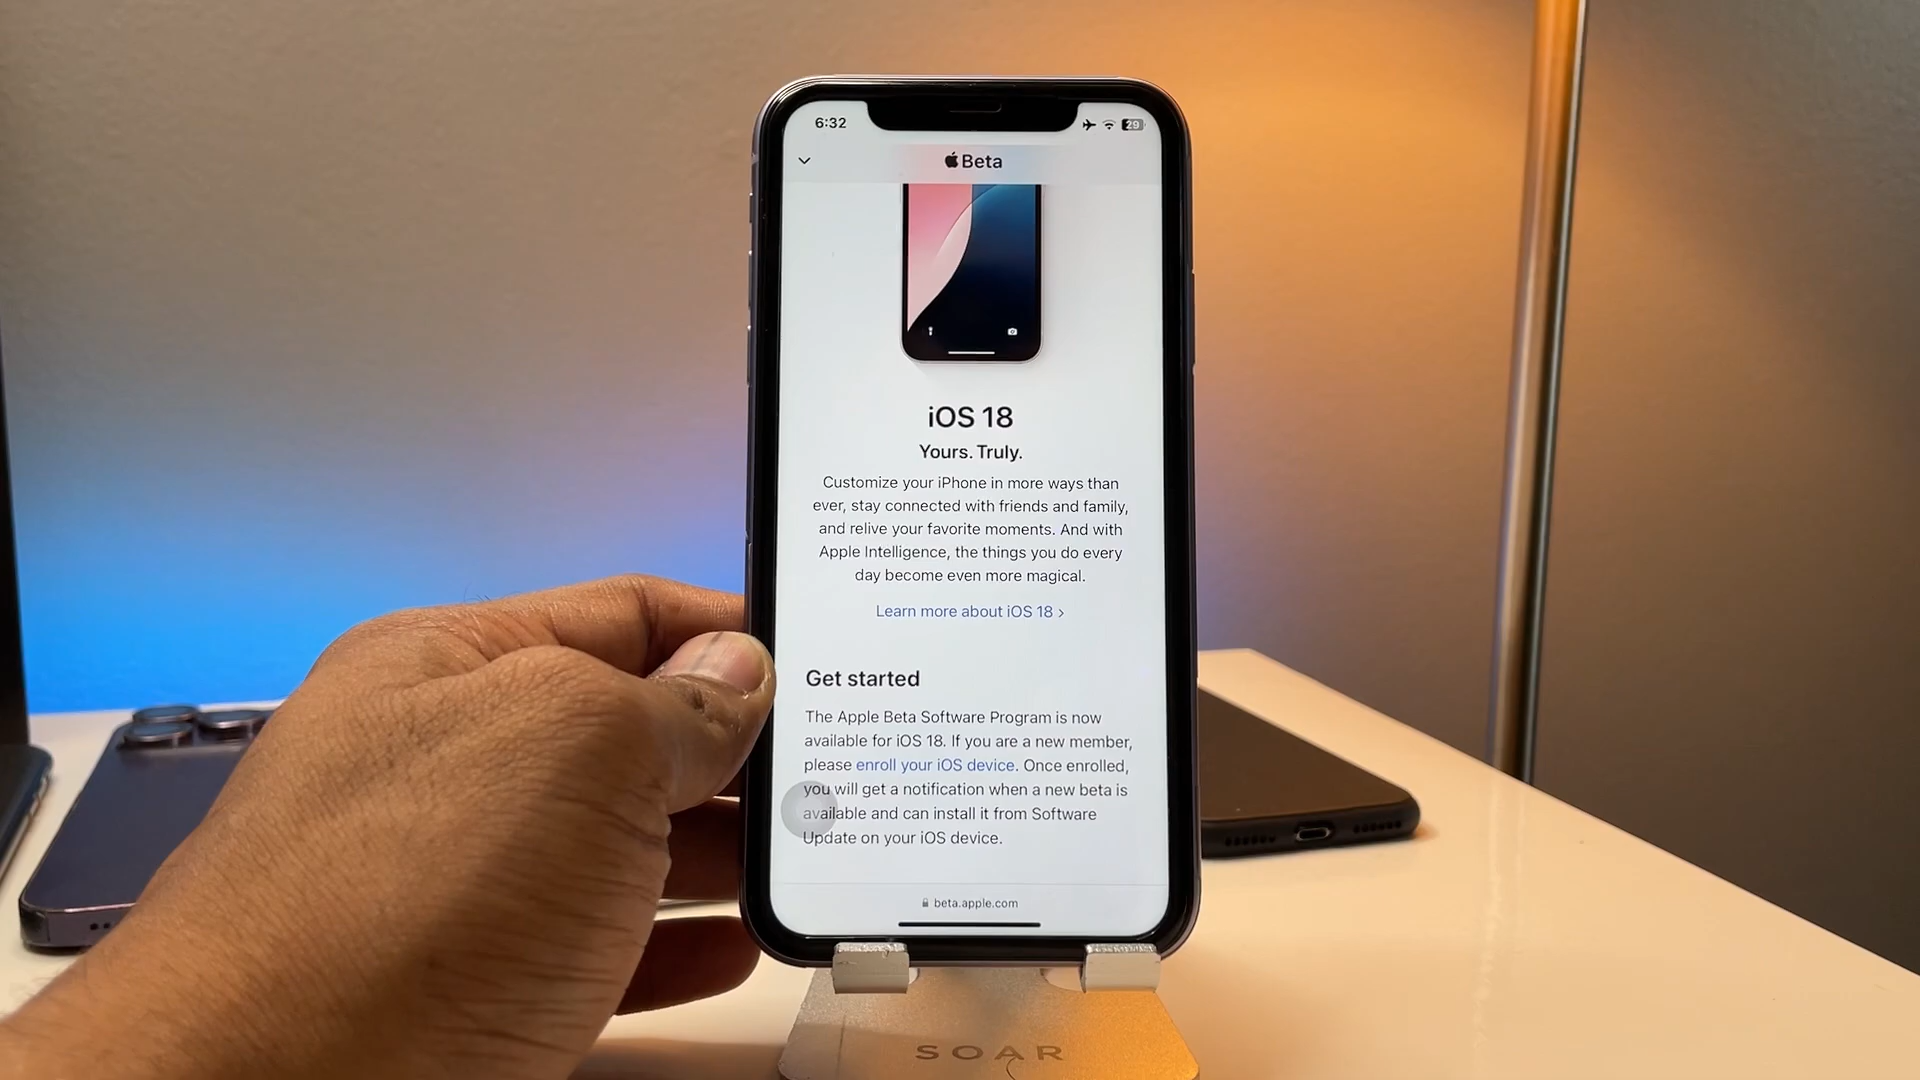 6:32
29
Beta
iOS 18
Yours. Truly.
Customize your iPhone in more ways than
ever, stay connected with friends and family,
and relive your favorite moments. And with
Apple Intelligence, the things you do every
day become even more magical.
Learn more about iOS 18 >
Get started
The Apple Beta Software Program is now
available for iOS 18. If you are a new member,
please enroll your iOS device. Once enrolled,
you will get a notification when a new beta is
available and can install it from Software
Update on your iOS device.
beta.apple.com
SOAR